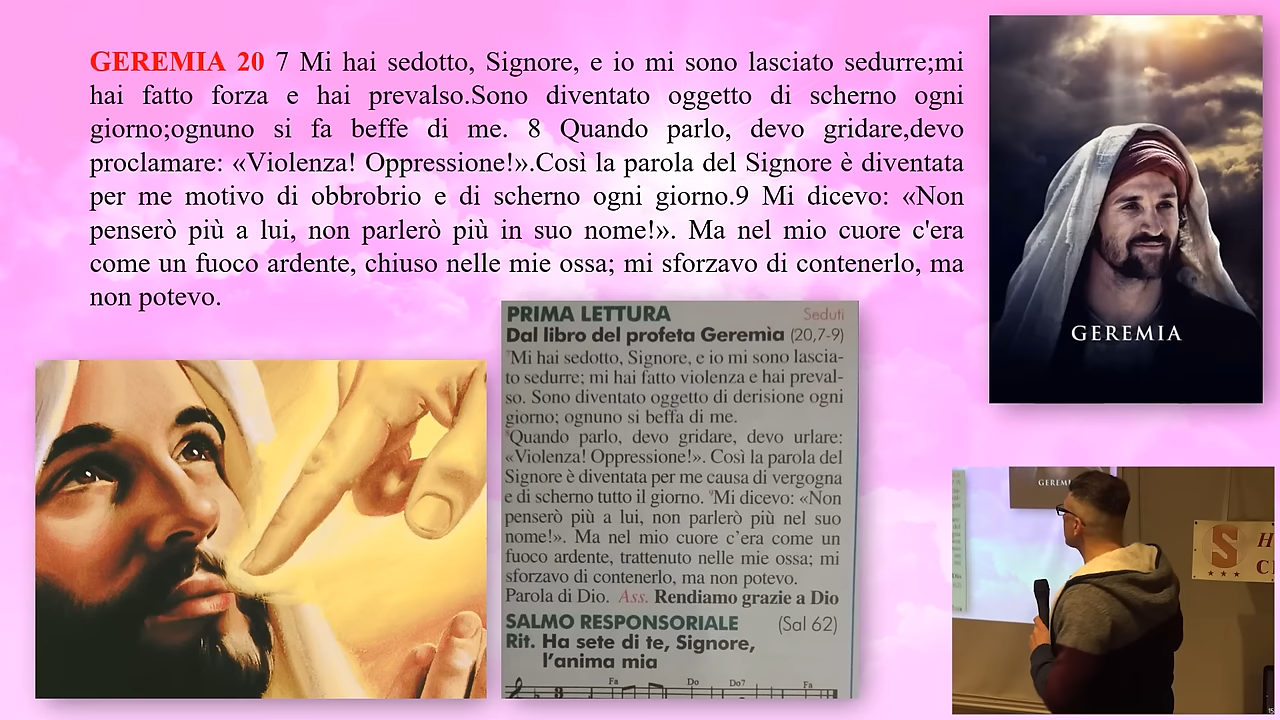 GEREMIA 20 7 Mi hai sedotto, Signore, e io mi sono lasciato sedurre;mi
hai fatto forza e hai prevalso.Sono diventato oggetto di scherno ogni
giorno;ognuno si fa beffe di me. 8 Quando parlo, devo gridare,devo
proclamare: «Violenza! Oppressione!».Così la parola del Signore è diventata
per me motivo di obbrobrio e di scherno ogni giorno.9 Mi dicevo: «Non
penserò più a lui, non parlerò più in suo nome!». Ma nel mio cuore c'era
come un fuoco ardente, chiuso nelle mie ossa; mi sforzavo di contenerlo, ma
non potevo.
GEREMIA
PRIMA LETTURA Seduti
Dal libro del profeta Geremìa (20,7-9)
7Mi hai sedotto, Signore, e io mi sono lascia-
to sedurre; mi hai fatto violenza e hai preval-
so. Sono diventato oggetto di derisione ogni
giorno; ognuno si beffa di me.
8Quando parlo, devo gridare, devo urlare:
«Violenza! Oppressione!». Così la parola del
Signore è diventata per me causa di vergogna
e di scherno tutto il giorno. 9Mi dicevo: «Non
penserò più a lui, non parlerò più nel suo
nome!». Ma nel mio cuore c'era come un
fuoco ardente, trattenuto nelle mie ossa; mi
sforzavo di contenerlo, ma non potevo.
Parola di Dio. Ass. Rendiamo grazie a Dio
SALMO RESPONSORIALE (Sal 62)
Rit. Ha sete di te, Signore,
l'anima mia
Fa Do Do7 Fa
GEREMI
S H
C
15